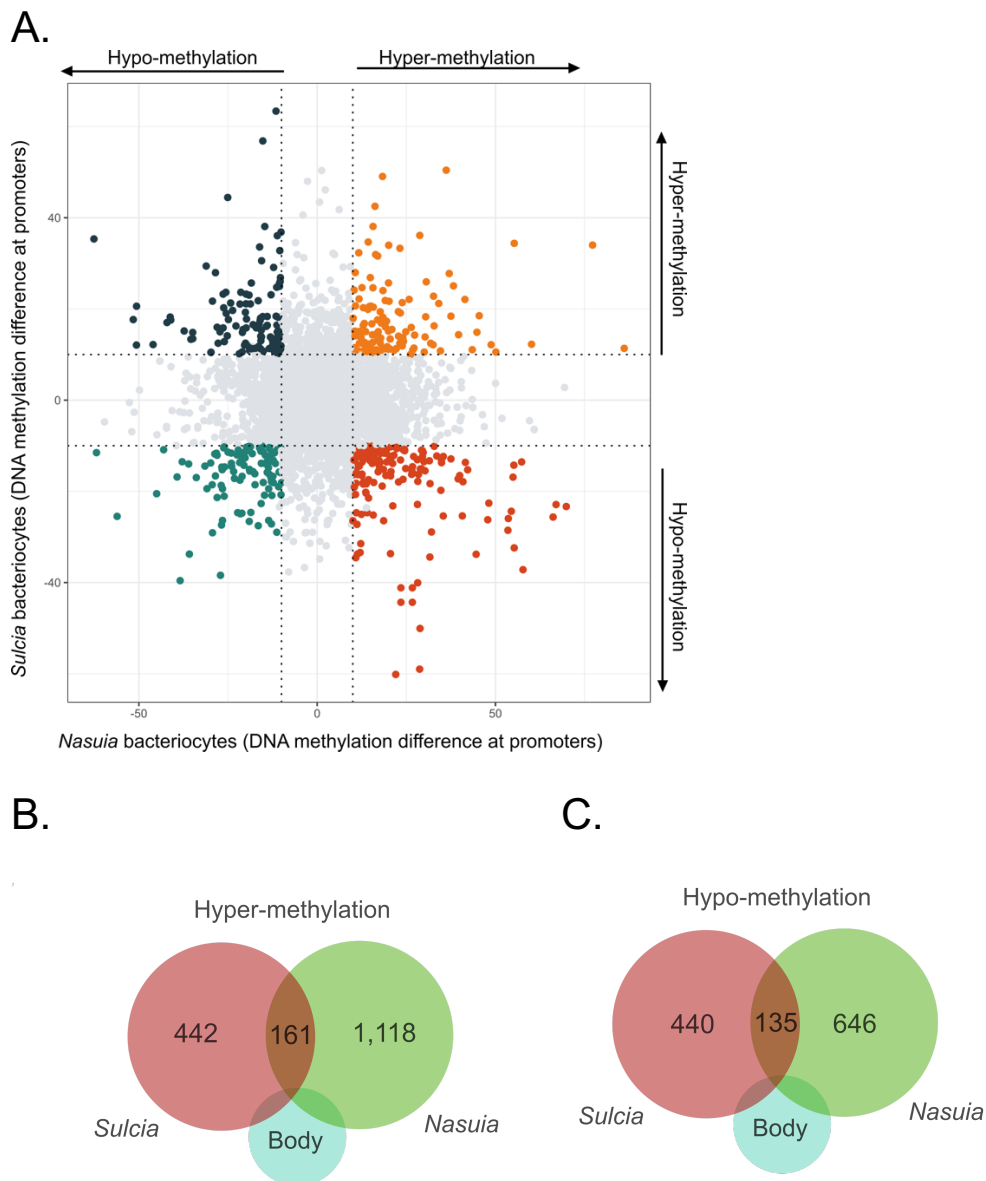 A.
Hypo-methylation
Hyper-methylation
Sulcia bacteriocytes (DNA methylation difference at promoters)
40
0
-40
Hyper-methylation
Hypo-methylation
-50
0
50
Nasuia bacteriocytes (DNA methylation difference at promoters)
B.
Hyper-methylation
442
161
1,118
Sulcia
Nasuia
Body
C.
Hypo-methylation
440
135
646
Sulcia
Nasuia
Body